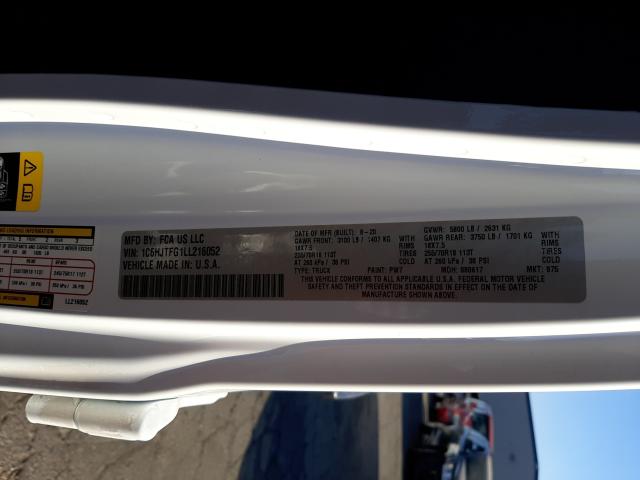 MFD BY: FCA US LLC
VIN: 1C6HJTFG1LL216052
VEHICLE MADE IN U.S.A.
DATE OF MFR (BUILT): 8-20
GAWR FRONT: 3100 LB / 1407 KG
WITH TIRES
18X7.5 RIMS
255/70R18 113T
AT 260 kPa / 38 PSI COLD
GVWR: 5800 LB / 2631 KG
GAWR REAR: 3750 LB / 1701 KG
WITH TIRES
18X7.5 RIMS
255/70R18 113T
AT 260 kPa / 38 PSI COLD
TYPE: TRUCK PAINT: PW7 MDH: 080617 MKT: 975
THIS VEHICLE CONFORMS TO ALL APPLICABLE U.S.A. FEDERAL MOTOR VEHICLE
SAFETY AND THEFT PREVENTION STANDARDS IN EFFECT ON THE DATE OF
MANUFACTURE SHOWN ABOVE.
LOADING INFORMATION
LL216052